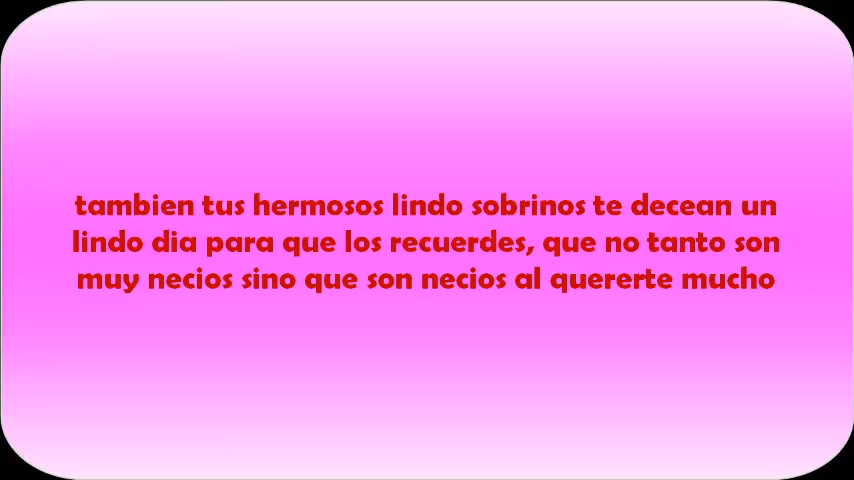 tambien tus hermosos lindo sobrinos te decean un
lindo dia para que los recuerdes, que no tanto son
muy necios sino que son necios al quererte mucho